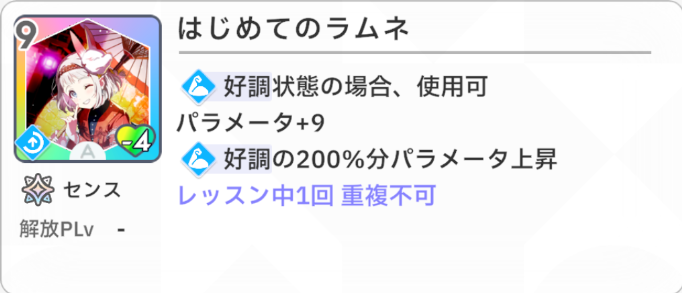 9
はじめてのラムネ
-4
A
好調状態の場合、使用可
パラメータ+9
好調の200%分パラメータ上昇
レッスン中1回 重複不可
センス
解放PLv -